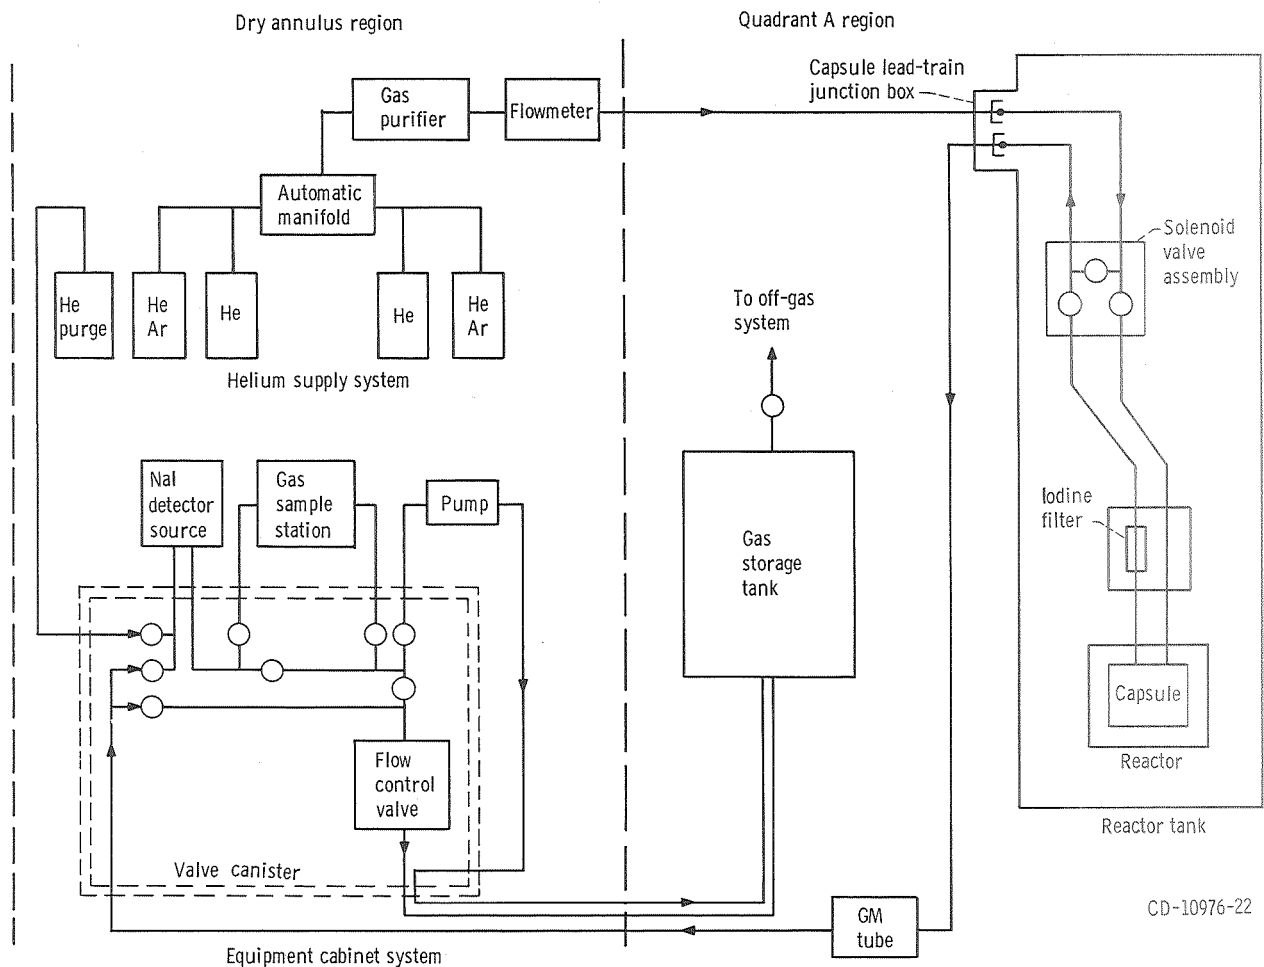 Dry annulus region
Quadrant A region
Capsule lead-train
junction box
Gas
purifier
Flowmeter
Automatic
manifold
He
purge
He
Ar
He
He
He
Ar
Helium supply system
Solenoid
valve
assembly
To off-gas
system
NaI
detector
source
Gas
sample
station
Pump
Gas
storage
tank
Iodine
filter
Capsule
Reactor
Reactor tank
Flow
control
valve
Valve canister
GM
tube
CD-10976-22
Equipment cabinet system